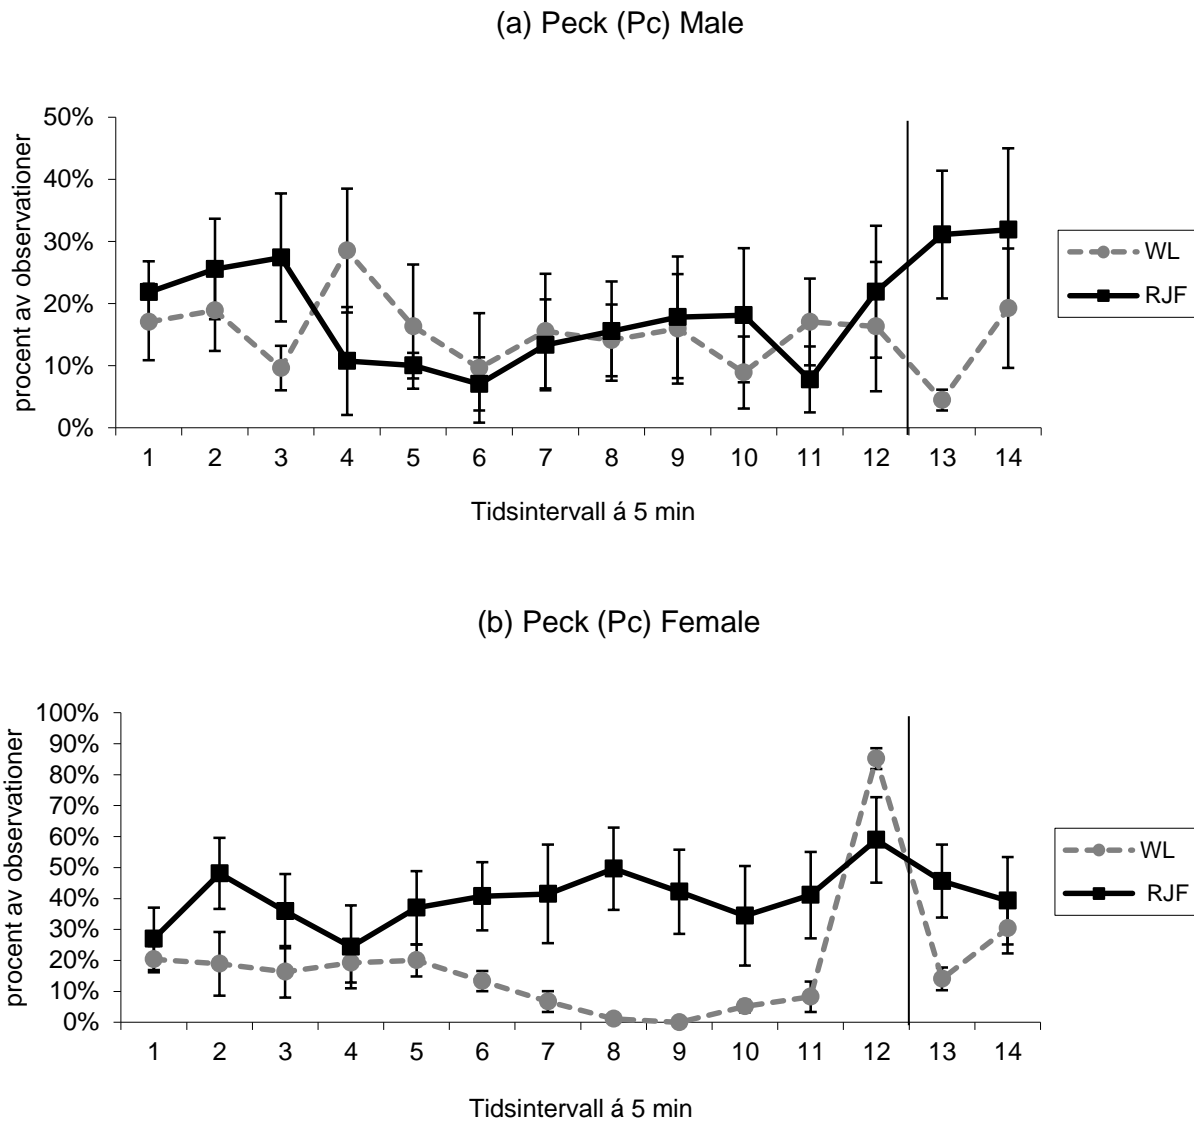 (a) Peck (Pc) Male
50%
40%
30%
20%
10%
0%
procent av observationer
1 2 3 4 5 6 7 8 9 10 11 12 13 14
Tidsintervall á 5 min
WL
RJF
(b) Peck (Pc) Female
100%
90%
80%
70%
60%
50%
40%
30%
20%
10%
0%
procent av observationer
1 2 3 4 5 6 7 8 9 10 11 12 13 14
Tidsintervall á 5 min
WL
RJF